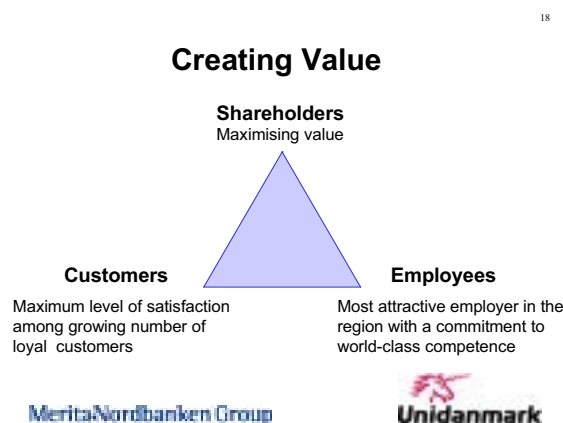 18
Creating Value
Shareholders
Maximising value
Customers
Maximum level of satisfaction
among growing number of
loyal customers
Employees
Most attractive employer in the
region with a commitment to
world-class competence
MeritaNordbanken Group
Unidanmark